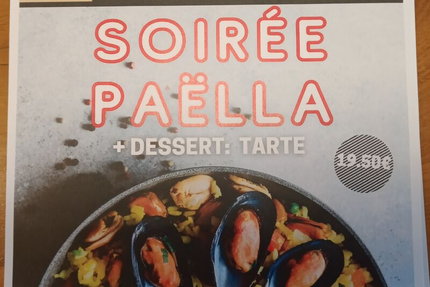 SOIRÉE
PAËLLA
+ DESSERT: TARTE
19.50€